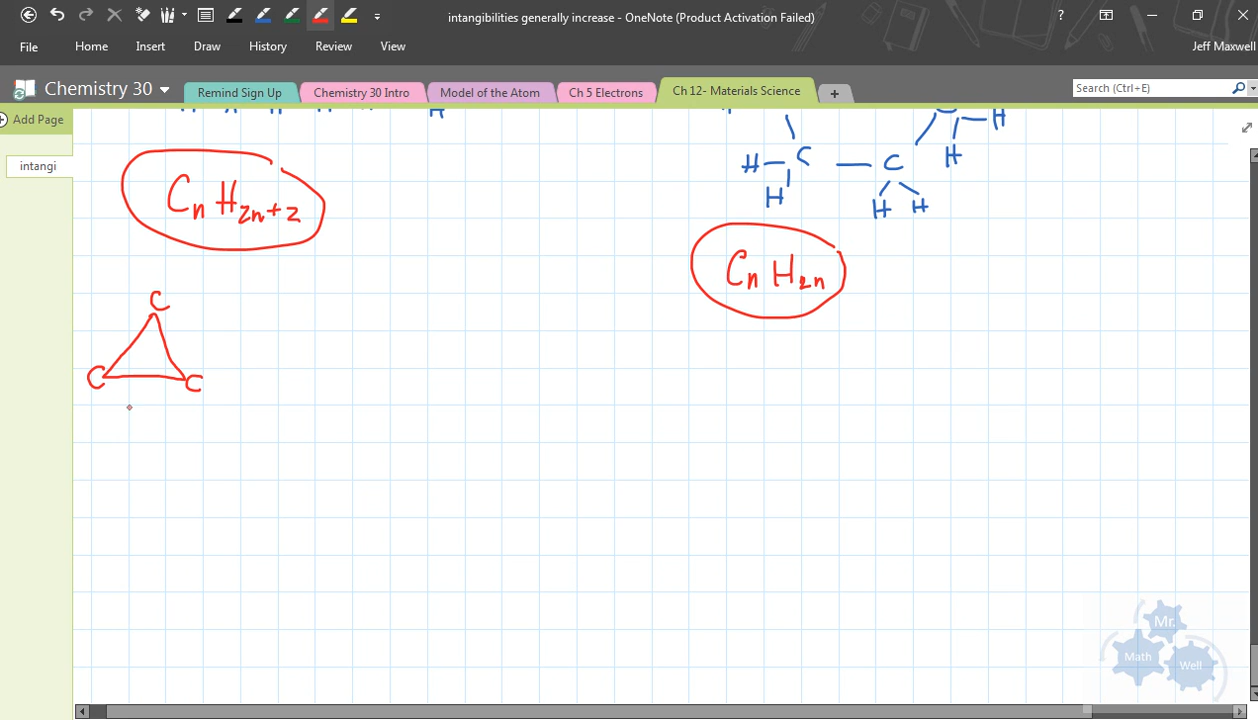 intangibilities generally increase - OneNote (Product Activation Failed)
?
File Home Insert Draw History Review View
Jeff Maxwell
Chemistry 30
Remind Sign Up
Chemistry 30 Intro
Model of the Atom
Ch 5 Electrons
Ch 12- Materials Science
+
Search (Ctrl+E)
Add Page
intangi
H
H
H C C H
H H H
CnH2n+2
CnH2n
C
C C
Mr.
Math Well